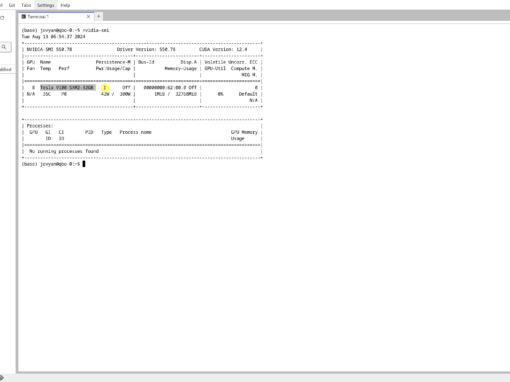 Git Tabs Settings Help
Terminal 1 × +
(base) jovyan@qbo-0:~$ nvidia-smi
Tue Aug 13 06:54:37 2024
NVIDIA-SMI 550.78 Driver Version: 550.78 CUDA Version: 12.4
GPU Name Persistence-M | Bus-Id Disp.A | Volatile Uncorr. ECC
Fan Temp Perf Pwr:Usage/Cap | Memory-Usage | GPU-Util Compute M.
MIG M.
0 Tesla V100-SXM2-32GB Off | 00000000:62:00.0 Off | 0
N/A 35C P0 42W / 300W | 1MiB / 32768MiB | 0% Default
N/A
Processes:
GPU GI CI PID Type Process name GPU Memory
ID ID Usage
No running processes found
(base) jovyan@qbo-0:~$